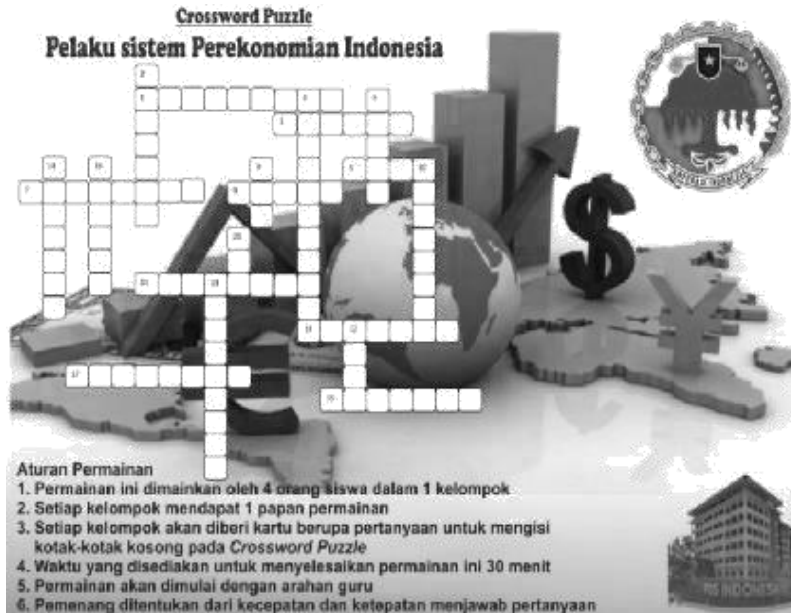 Crossword Puzzle
Pelaku sistem Perekonomian Indonesia
Aturan Permainan
1. Permainan ini dimainkan oleh 4 orang siswa dalam 1 kelompok
2. Setiap kelompok mendapat 1 papan permainan
3. Setiap kelompok akan diberi kartu berupa pertanyaan untuk mengisi
kotak-kotak kosong pada Crossword Puzzle
4. Waktu yang disediakan untuk menyelesaikan permainan ini 30 menit
5. Permainan akan dimulai dengan arahan guru
6. Pemenang ditentukan dari kecepatan dan ketepatan menjawab pertanyaan